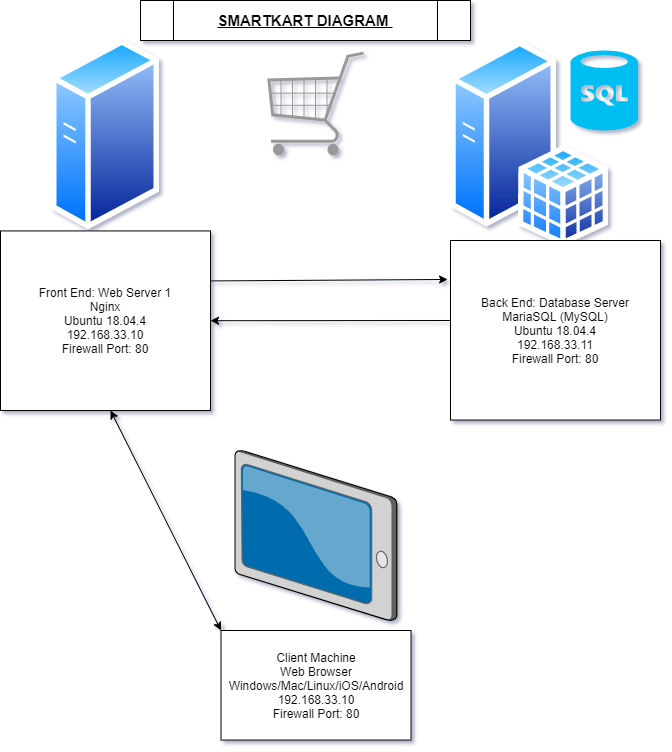 SMARTKART DIAGRAM
SQL
Front End: Web Server 1
Nginx
Ubuntu 18.04.4
192.168.33.10
Firewall Port: 80
Back End: Database Server
MariaSQL (MySQL)
Ubuntu 18.04.4
192.168.33.11
Firewall Port: 80
Client Machine
Web Browser
Windows/Mac/Linux/iOS/Android
192.168.33.10
Firewall Port: 80